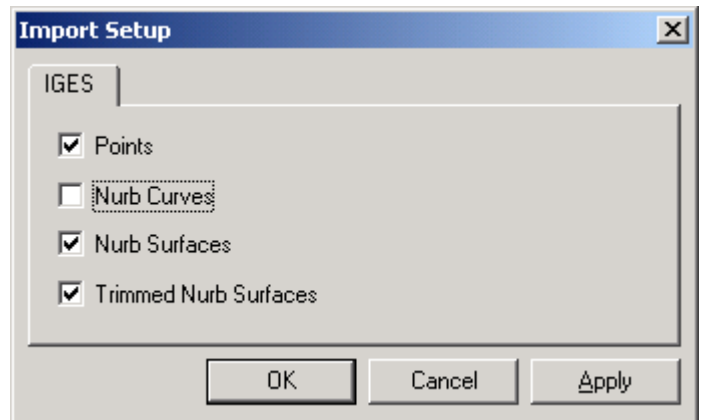 Import Setup
IGES
Points
Nurb Curves
Nurb Surfaces
Trimmed Nurb Surfaces
OK Cancel Apply